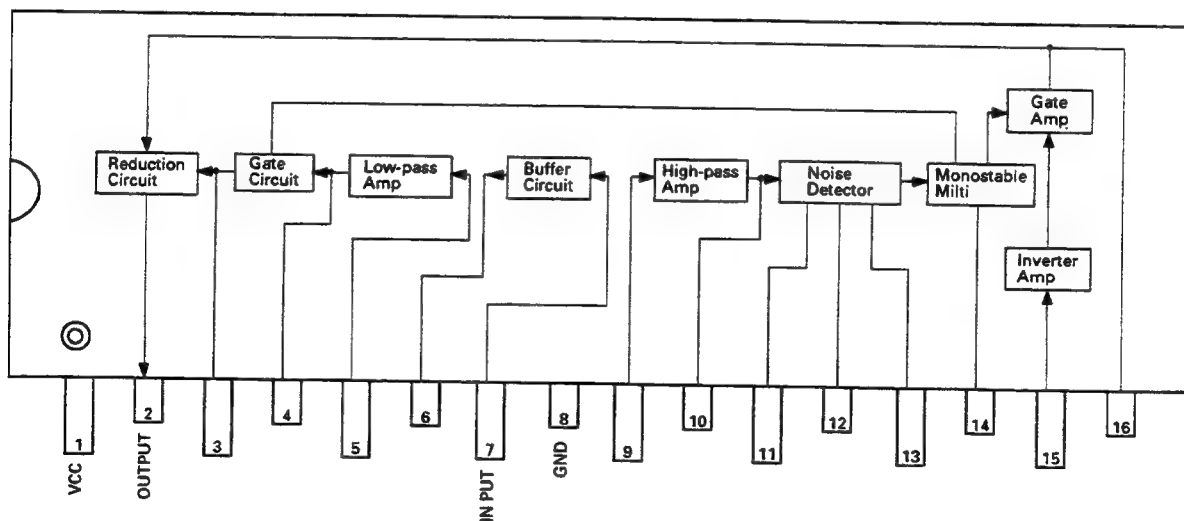 Gate
Amp
Reduction
Circuit
Gate
Circuit
Low-pass
Amp
Buffer
Circuit
High-pass
Amp
Noise
Detector
Monostable
Milti
Inverter
Amp
1
2
3
4
5
6
7
8
9
10
11
12
13
14
15
16
VCC
OUTPUT
IN PUT
GND